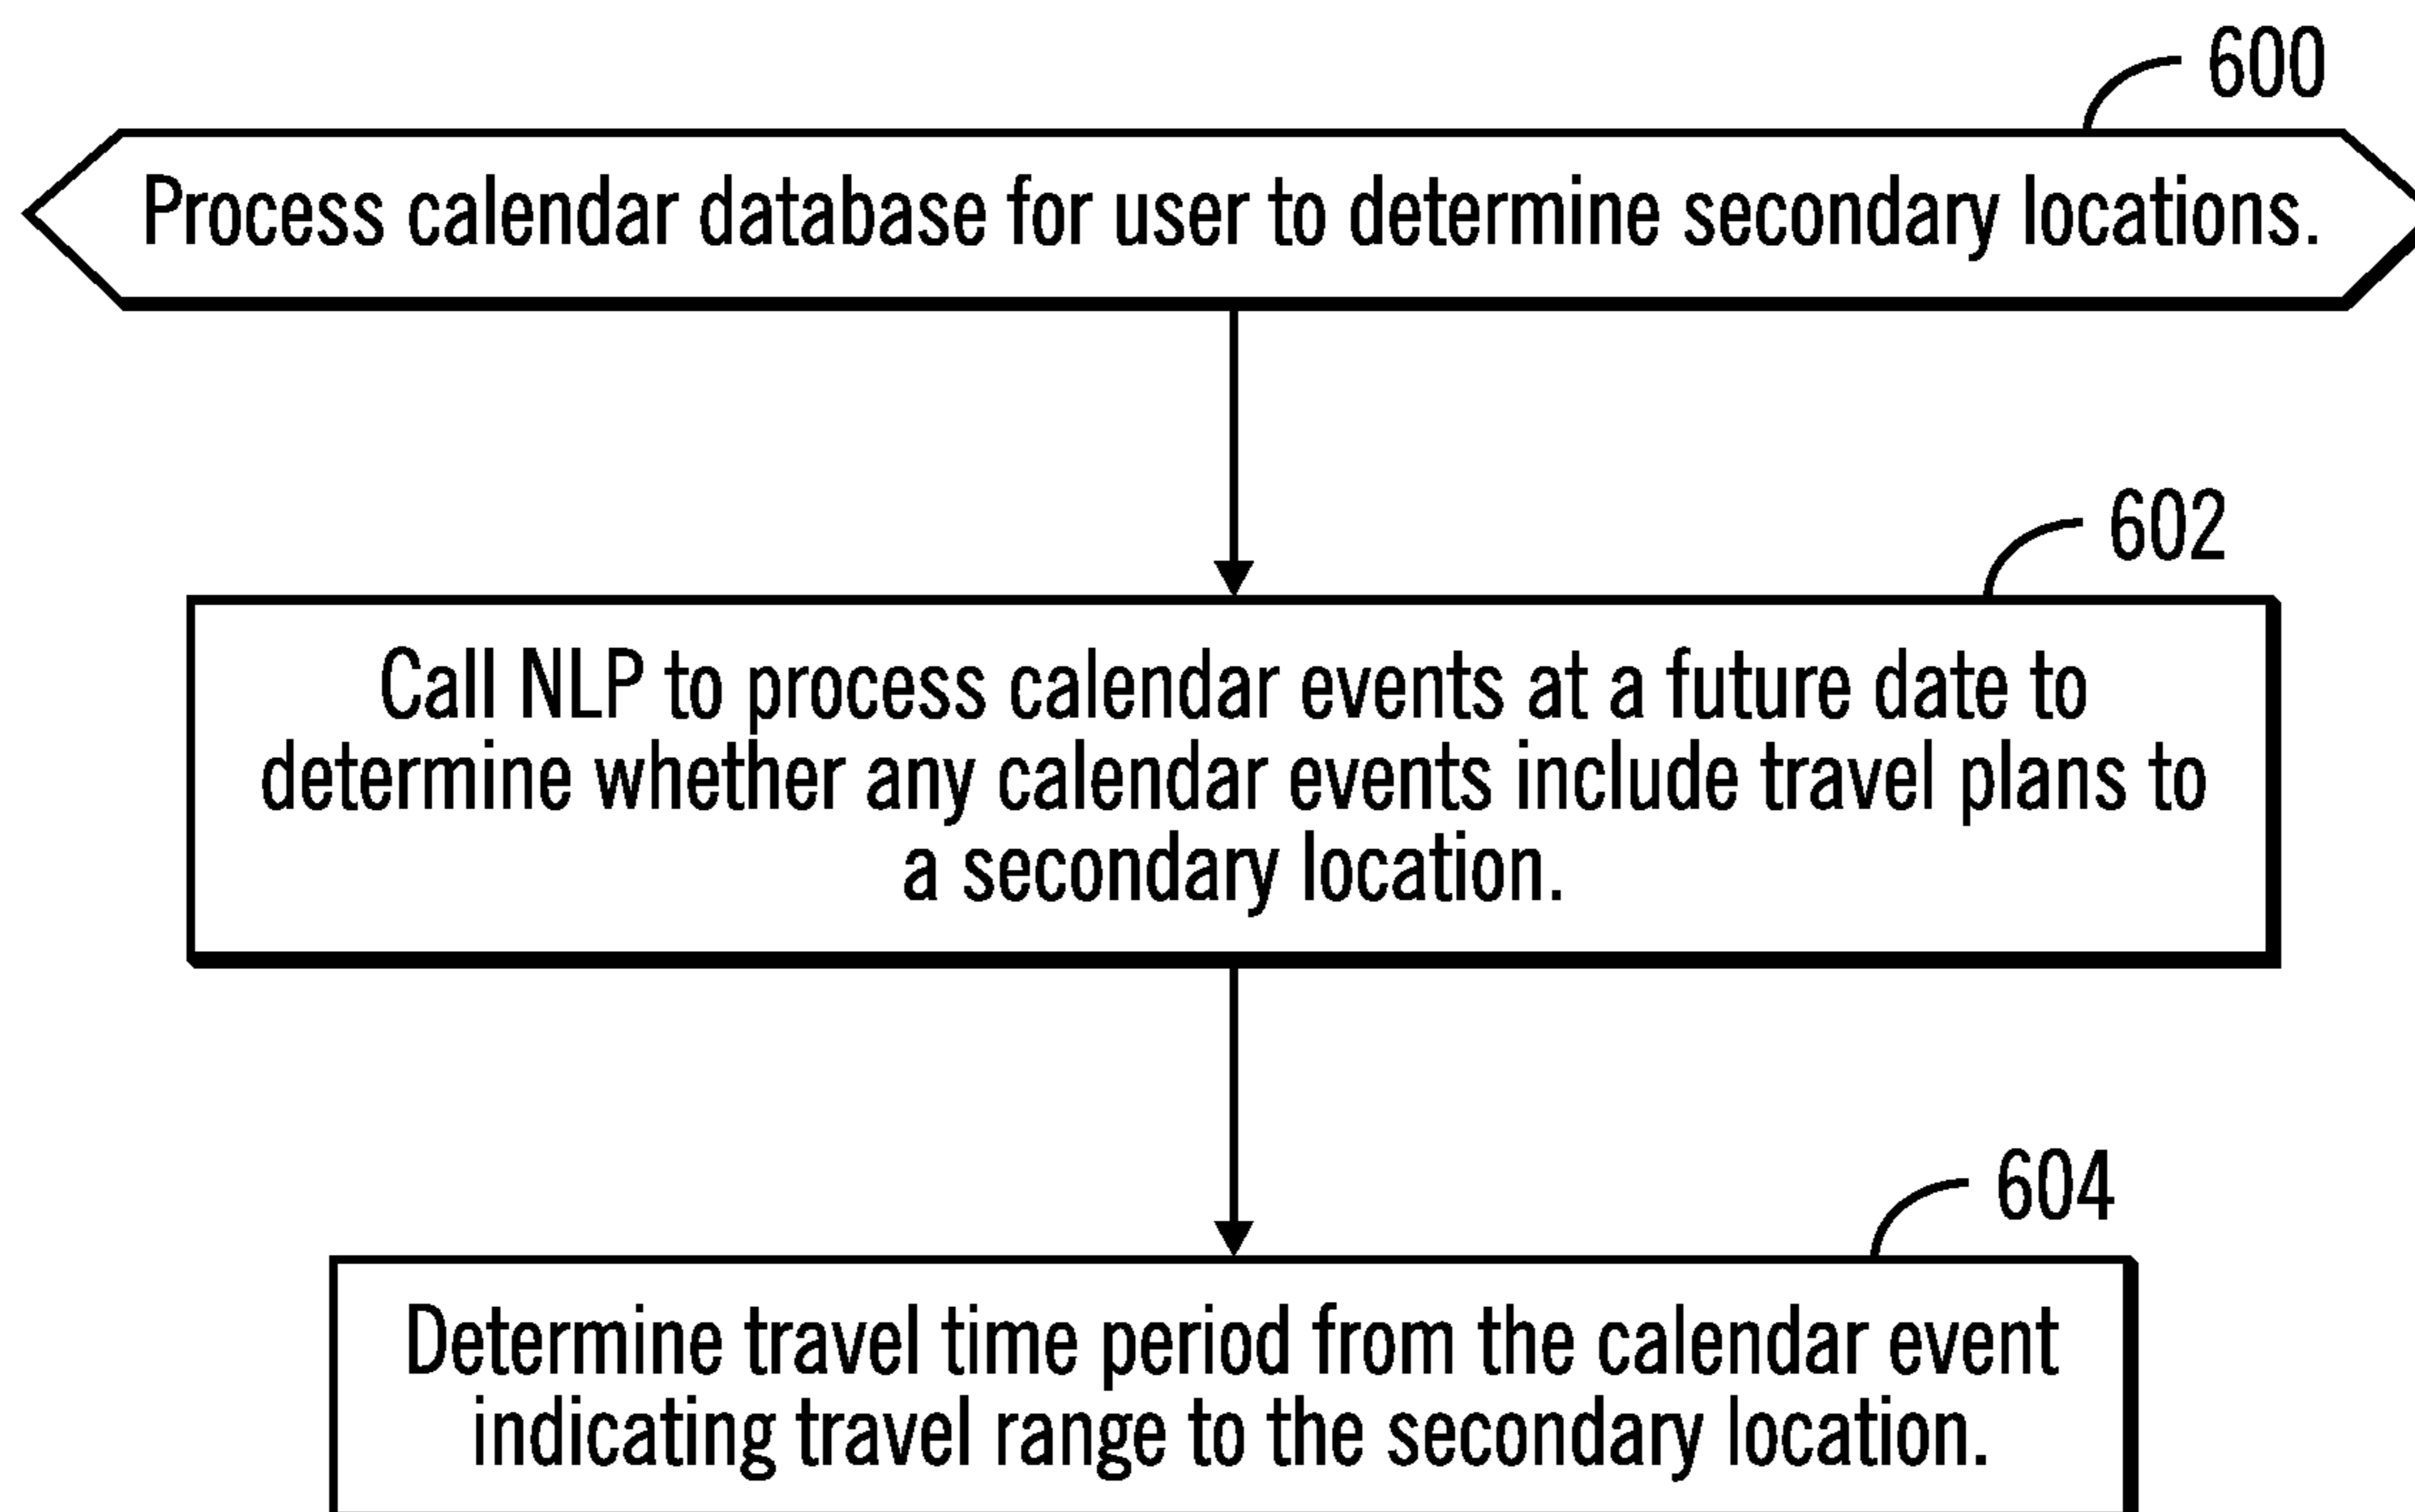 600
Process calendar database for user to determine secondary locations.
602
Call NLP to process calendar events at a future date to
determine whether any calendar events include travel plans to
a secondary location.
604
Determine travel time period from the calendar event
indicating travel range to the secondary location.